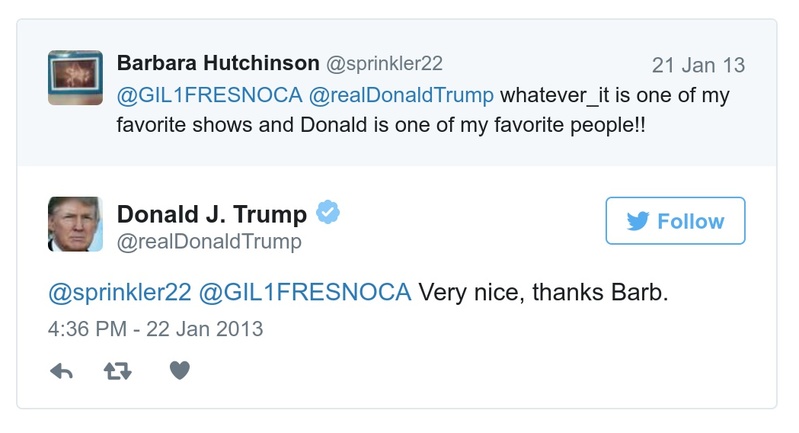 Barbara Hutchinson @sprinkler22 21 Jan 13
@GIL1FRESNOCA @realDonaldTrump whatever_it is one of my
favorite shows and Donald is one of my favorite people!!
Donald J. Trump
@realDonaldTrump
Follow
@sprinkler22 @GIL1FRESNOCA Very nice, thanks Barb.
4:36 PM - 22 Jan 2013